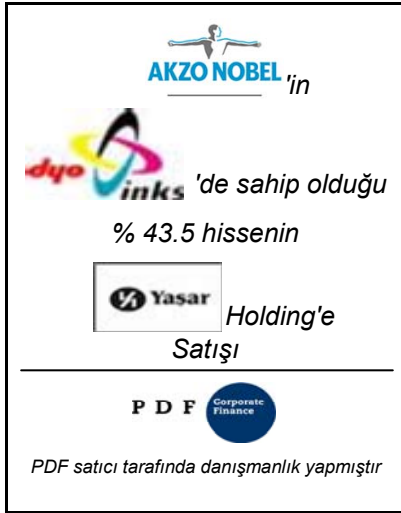 AKZO NOBEL 'in
dyo inks 'de sahip olduğu
% 43.5 hissenin
Yaşar Holding'e
Satışı
PDF Corporate
Finance
PDF satıcı tarafında danışmanlık yapmıştır